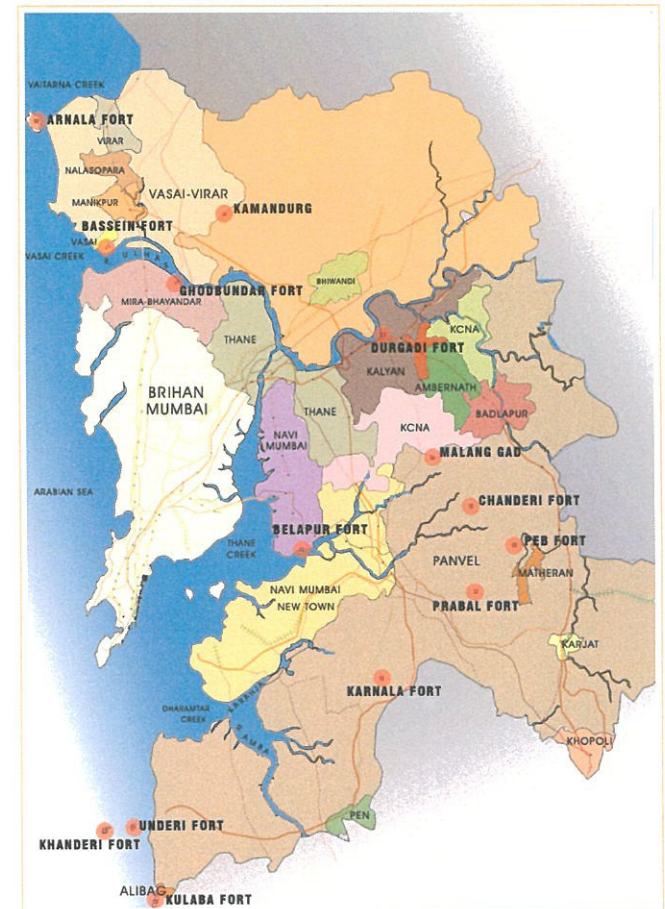 VAITARNA CREEK
ARNALA FORT
VIRAR
NALASOPARA
VASAI-VIRAR
MANIKPUR
KAMANDURG
BASSEIN FORT
VASAI
VASAI CREEK
R. ULHAS
GHODBUNDAR FORT
BHIWANDI
MIRA-BHAYANDAR
THANE
KCNA
DURGADI FORT
KALYAN
AMBERNATH
BRIHAN
MUMBAI
THANE
BADLAPUR
KCNA
NAVI
MUMBAI
MALANG GAD
ARABIAN SEA
CHANDERI FORT
BELAPUR FORT
THANE
CREEK
PEB FORT
PANVEL
MATHERAN
NAVI MUMBAI
NEW TOWN
PRABAL FORT
KARJAT
KARNALA FORT
KARANJA
DHARAMTAR
CREEK
KHOPOLI
PEN
UNDERI FORT
KHANDERI FORT
ALIBAG
KULABA FORT